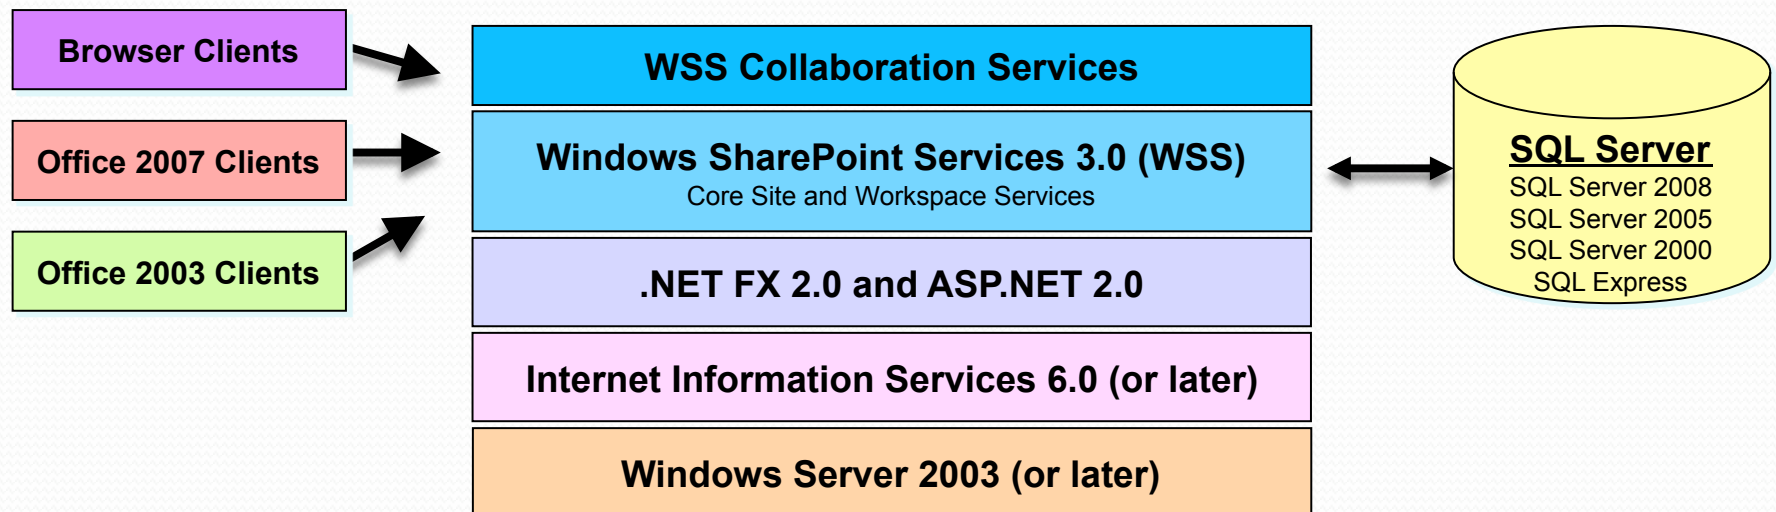 Browser Clients
Office 2007 Clients
Office 2003 Clients
WSS Collaboration Services
Windows SharePoint Services 3.0 (WSS)
Core Site and Workspace Services
.NET FX 2.0 and ASP.NET 2.0
Internet Information Services 6.0 (or later)
Windows Server 2003 (or later)
SQL Server
SQL Server 2008
SQL Server 2005
SQL Server 2000
SQL Express